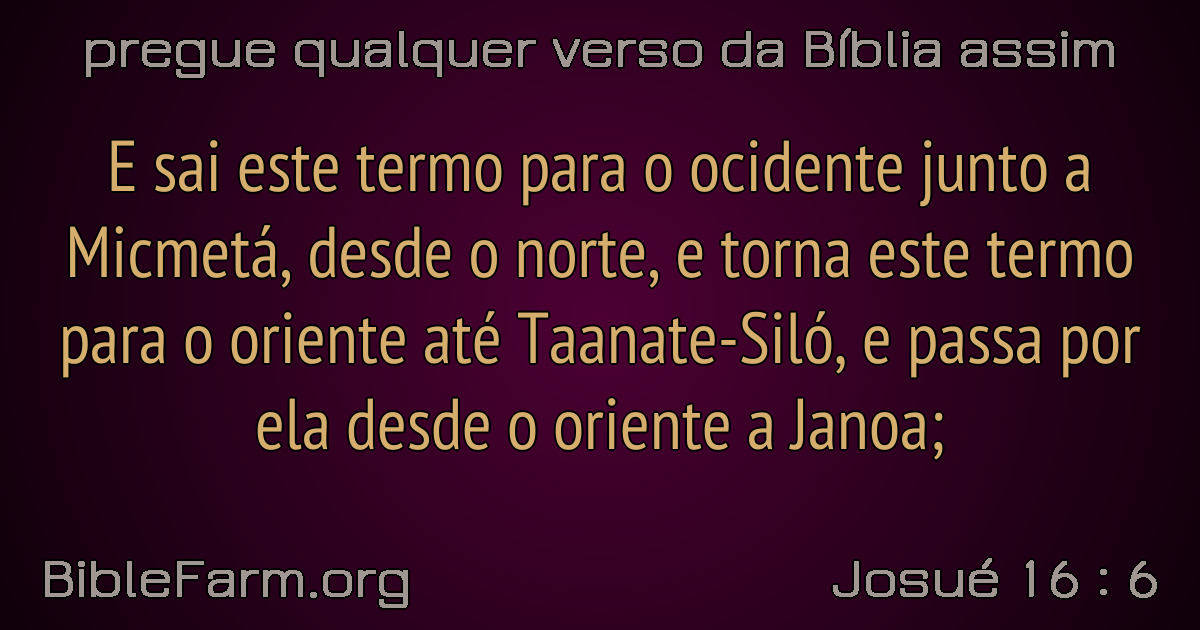 pregue qualquer verso da Bíblia assim
E sai este termo para o ocidente junto a
Micmetá, desde o norte, e torna este termo
para o oriente até Taanate-Siló, e passa por
ela desde o oriente a Janoa;
BibleFarm.org
Josué 16 : 6